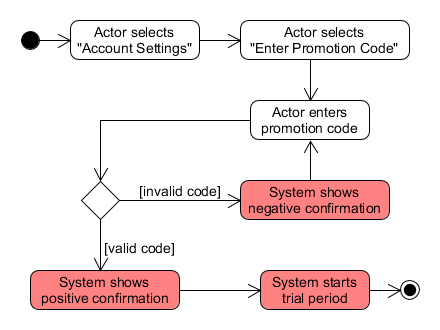 Actor selects
"Account Settings"
Actor selects
"Enter Promotion Code"
Actor enters
promotion code
[invalid code]
System shows
negative confirmation
[valid code]
System shows
positive confirmation
System starts
trial period